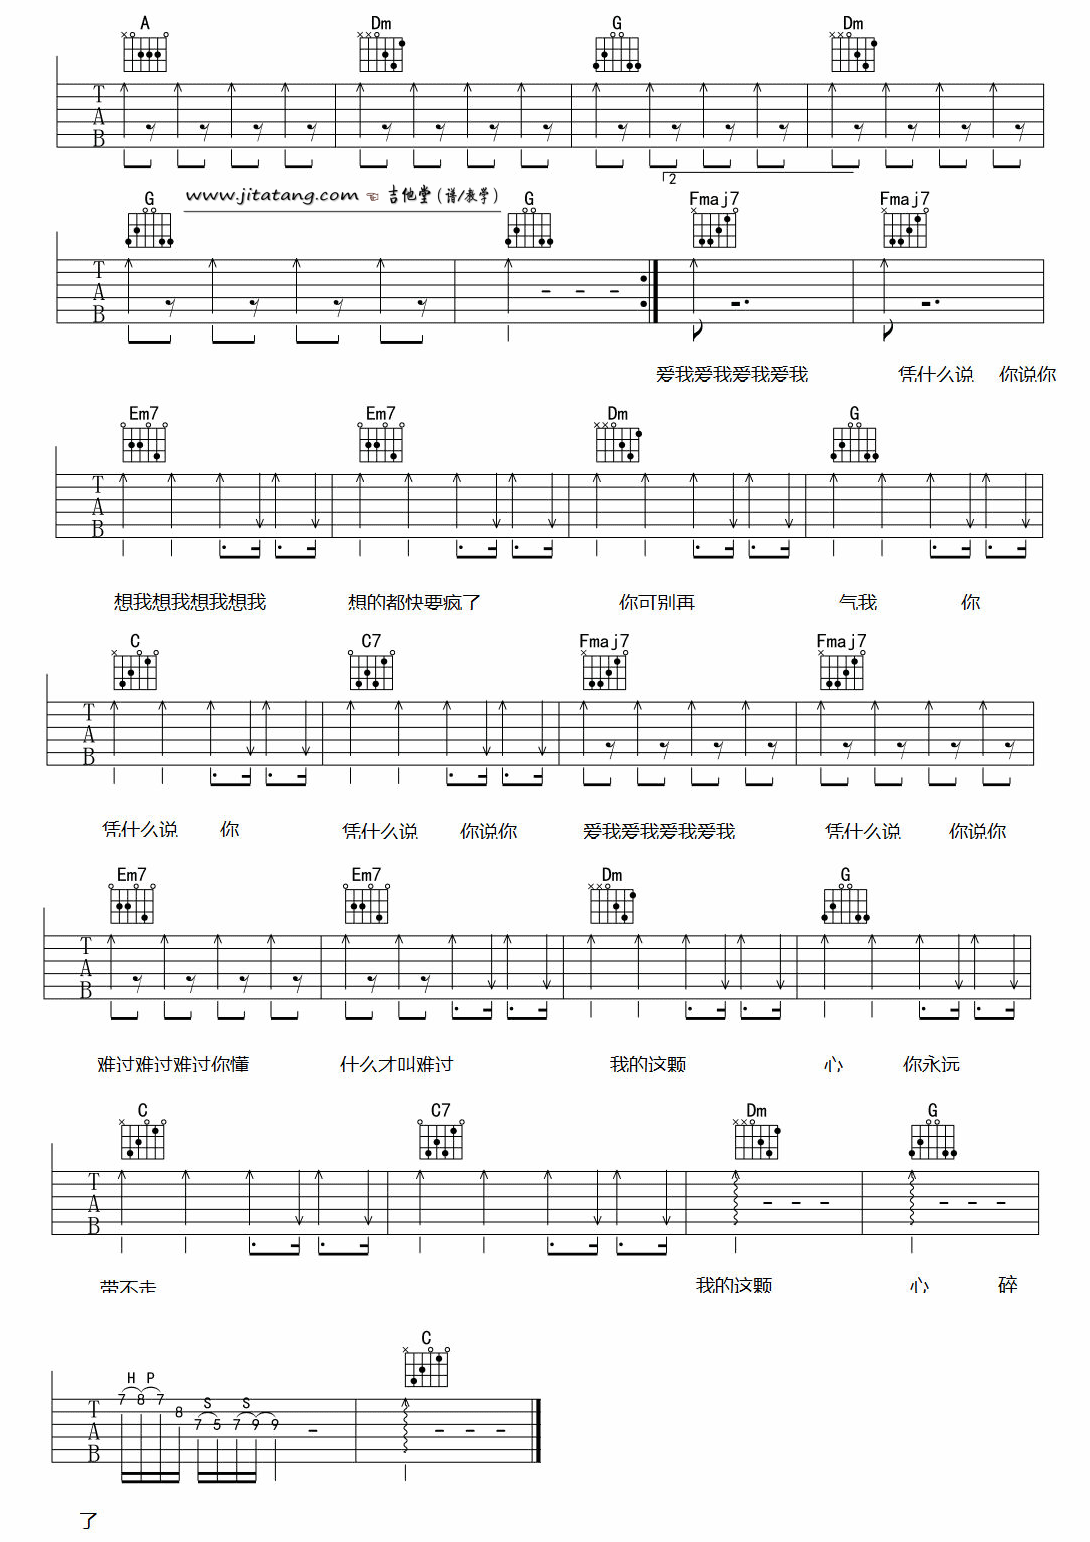 A Dm G Dm
T
A
B
www.jitatang.com ☜ 吉他堂(谱/教学)
2
G G Fmaj7 Fmaj7
T
A
B
爱我爱我爱我爱我 凭什么说 你说你
Em7 Em7 Dm G
T
A
B
想我想我想我想我 想的都快要疯了 你可别再 气我 你
C C7 Fmaj7 Fmaj7
T
A
B
凭什么说 你 凭什么说 你说你 爱我爱我爱我爱我 凭什么说 你说你
Em7 Em7 Dm G
T
A
B
难过难过难过你懂 什么才叫难过 我的这颗 心 你永远
C C7 Dm G
T
A
B
带不走 我的这颗 心 碎
C
H P
S S
7 8 7 8 7 5 7 9 9
T
A
B
了